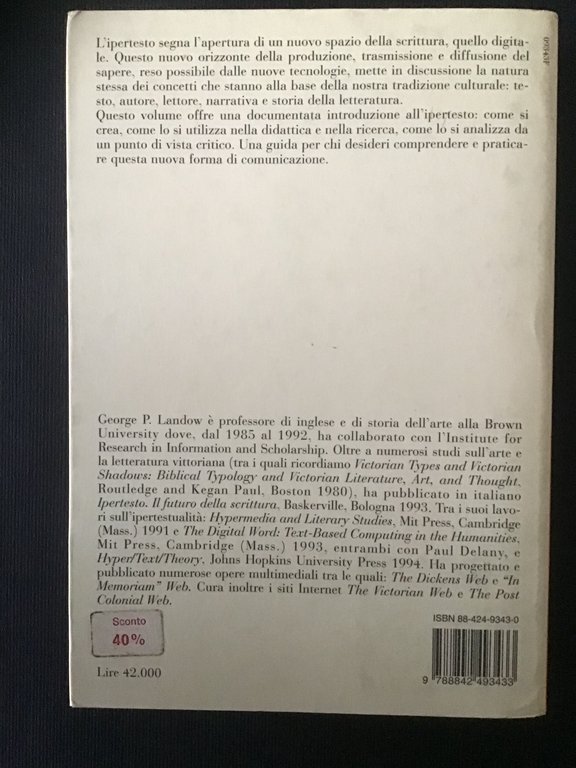 L'ipertesto segna l'apertura di un nuovo spazio della scrittura, quello digita-
le. Questo nuovo orizzonte della produzione, trasmissione e diffusione del
sapere, reso possibile dalle nuove tecnologie, mette in discussione la natura
stessa dei concetti che stanno alla base della nostra tradizione culturale: te-
sto, autore, lettore, narrativa e storia della letteratura.
Questo volume offre una documentata introduzione all'ipertesto: come si
crea, come lo si utilizza nella didattica e nella ricerca, come lo si analizza da
un punto di vista critico. Una guida per chi desideri comprendere e pratica-
re questa nuova forma di comunicazione.
George P. Landow è professore di inglese e di storia dell'arte alla Brown
University dove, dal 1985 al 1992, ha collaborato con l'Institute for
Research in Information and Scholarship. Oltre a numerosi studi sull'arte e
la letteratura vittoriana (tra i quali ricordiamo Victorian Types and Victorian
Shadows: Biblical Typology and Victorian Literature, Art, and Thought,
Routledge and Kegan Paul, Boston 1980), ha pubblicato in italiano
Ipertesto. Il futuro della scrittura, Baskerville, Bologna 1993. Tra i suoi lavo-
ri sull'ipertestualità: Hypermedia and Literary Studies, Mit Press, Cambridge
(Mass.) 1991 e The Digital Word: Text-Based Computing in the Humanities,
Mit Press, Cambridge (Mass.) 1993, entrambi con Paul Delany, e
Hyper/Text/Theory. Johns Hopkins University Press 1994. Ha progettato e
pubblicato numerose opere multimediali tra le quali: The Dickens Web e "In
Memoriam" Web. Cura inoltre i siti Internet The Victorian Web e The Post
Colonial Web.
Sconto
40%
Lire 42.000
ISBN 88-424-9343-0
9 788842 493433